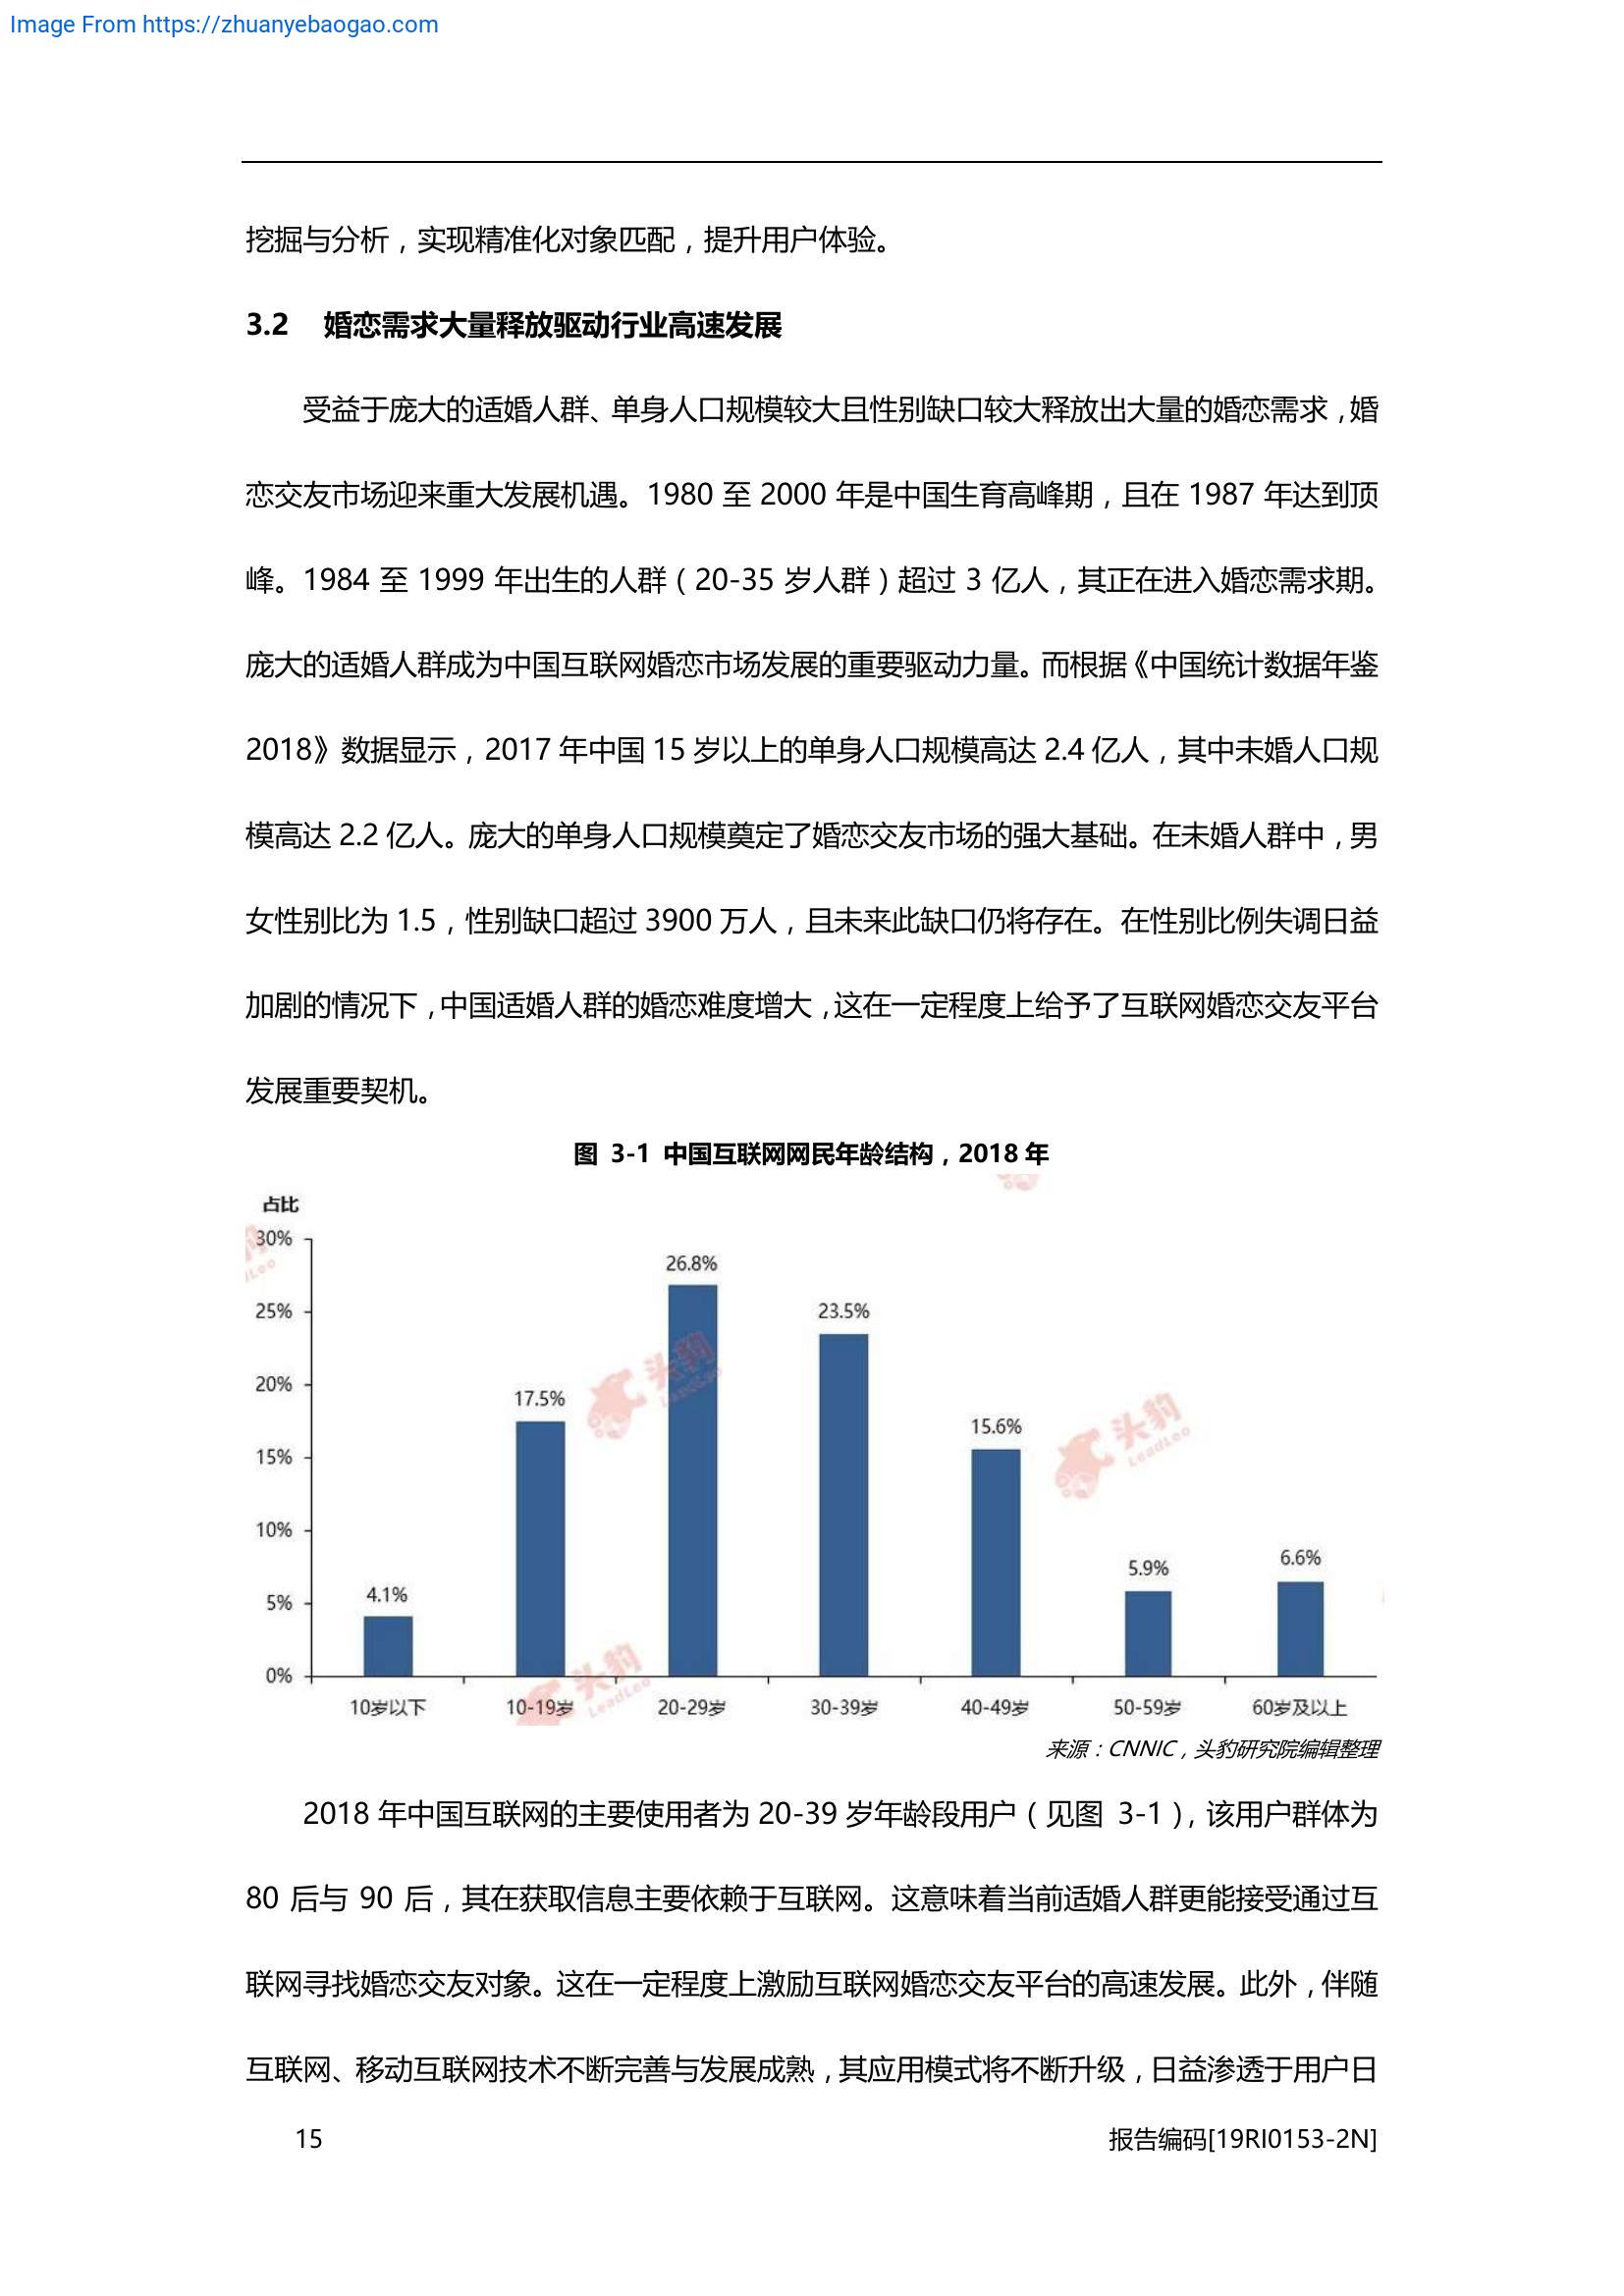 Image From https://zhuanyebaogao.com
挖掘与分析，实现精准化对象匹配，提升用户体验。
3.2 婚恋需求大量释放驱动行业高速发展
受益于庞大的适婚人群、单身人口规模较大且性别缺口较大释放出大量的婚恋需求，婚
恋交友市场迎来重大发展机遇。1980 至 2000 年是中国生育高峰期，且在 1987 年达到顶
峰。1984 至 1999 年出生的人群（20-35 岁人群）超过 3 亿人，其正在进入婚恋需求期。
庞大的适婚人群成为中国互联网婚恋市场发展的重要驱动力量。而根据《中国统计数据年鉴
2018》数据显示，2017 年中国 15 岁以上的单身人口规模高达 2.4 亿人，其中未婚人口规
模高达 2.2 亿人。庞大的单身人口规模奠定了婚恋交友市场的强大基础。在未婚人群中，男
女性别比为 1.5，性别缺口超过 3900 万人，且未来此缺口仍将存在。在性别比例失调日益
加剧的情况下，中国适婚人群的婚恋难度增大，这在一定程度上给予了互联网婚恋交友平台
发展重要契机。
图 3-1 中国互联网网民年龄结构，2018 年
占比
30%
25%
20%
15%
10%
5%
0%
4.1%
17.5%
26.8%
23.5%
15.6%
5.9%
6.6%
10岁以下
10-19岁
20-29岁
30-39岁
40-49岁
50-59岁
60岁及以上
头豹
LeadLeo
头豹
LeadLeo
头豹
LeadLeo
来源：CNNIC，头豹研究院编辑整理
2018 年中国互联网的主要使用者为 20-39 岁年龄段用户（见图 3-1），该用户群体为
80 后与 90 后，其在获取信息主要依赖于互联网。这意味着当前适婚人群更能接受通过互
联网寻找婚恋交友对象。这在一定程度上激励互联网婚恋交友平台的高速发展。此外，伴随
互联网、移动互联网技术不断完善与发展成熟，其应用模式将不断升级，日益渗透于用户日
15
报告编码[19RI0153-2N]